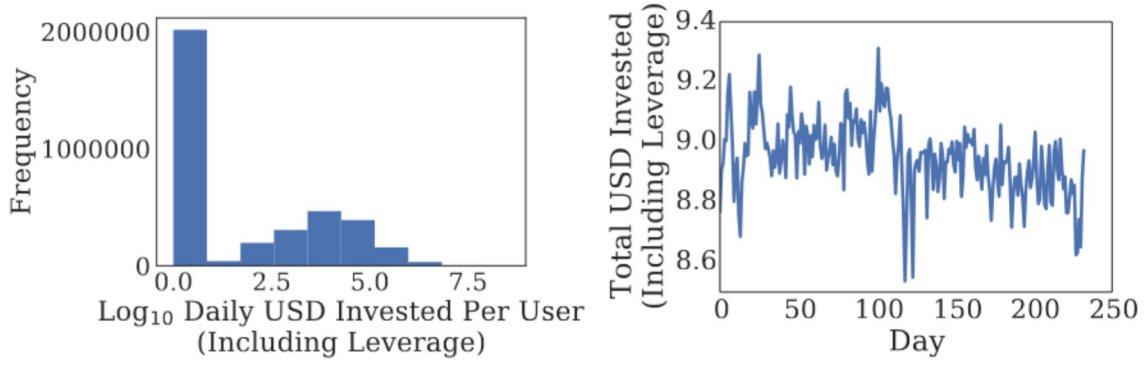 2000000
1000000
0
Frequency
0.0 2.5 5.0 7.5
Log₁₀ Daily USD Invested Per User
(Including Leverage)
9.4
9.2
9.0
8.8
8.6
Total USD Invested
(Including Leverage)
0 50 100 150 200 250
Day